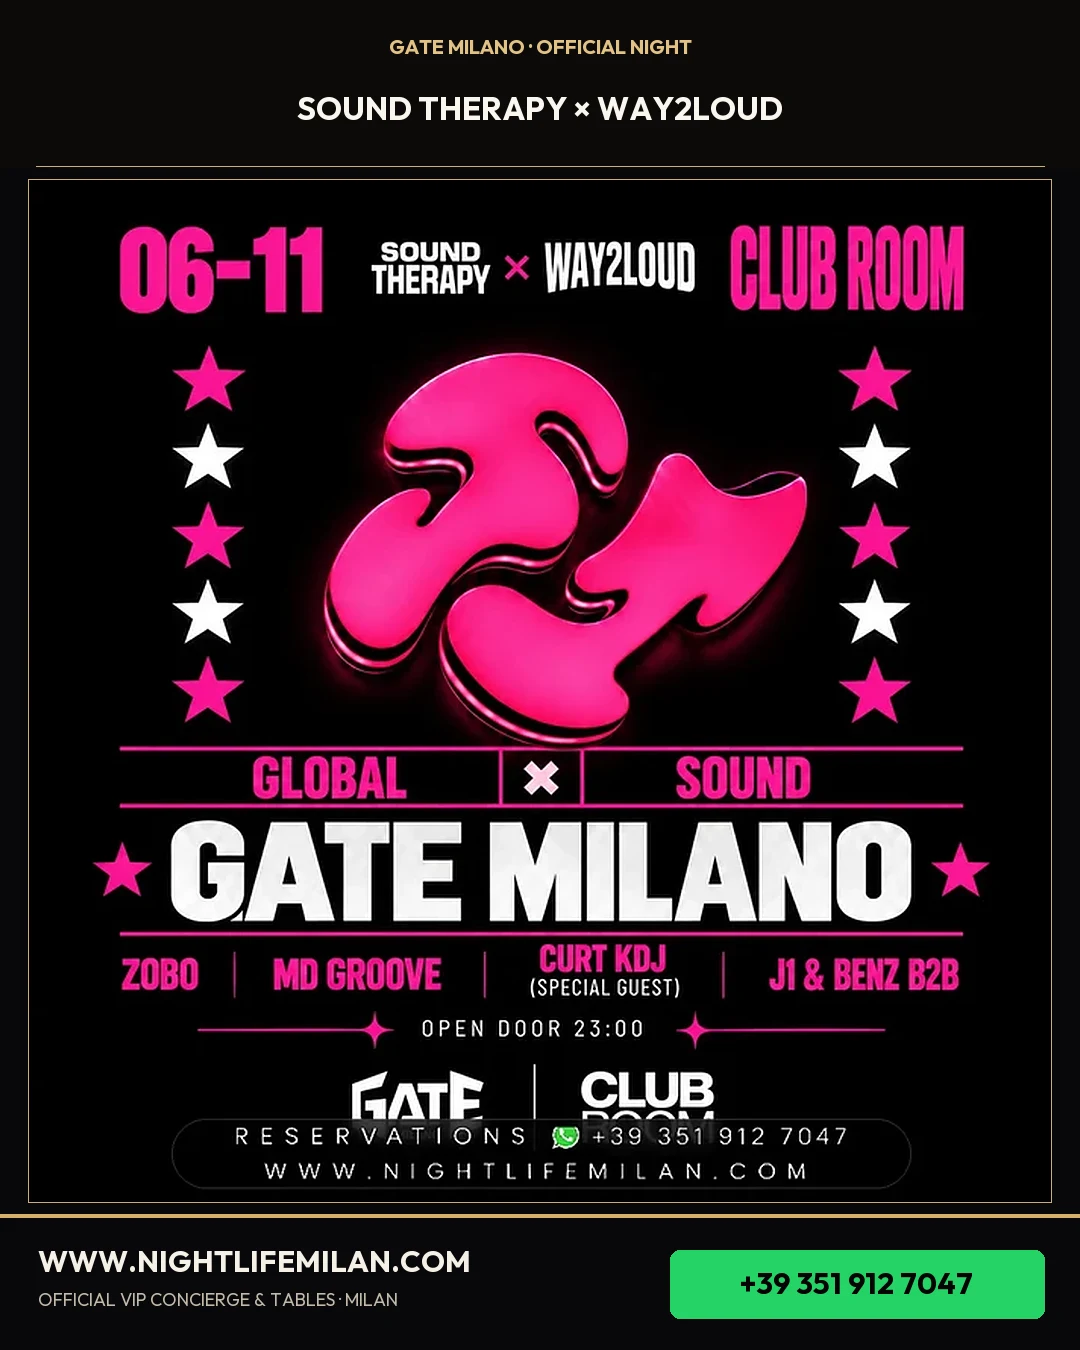 GATE MILANO · OFFICIAL NIGHT
SOUND THERAPY × WAY2LOUD
06-11
SOUND
THERAPY
×
WAY2LOUD
CLUB ROOM
GLOBAL × SOUND
GATE MILANO
ZOBO
MD GROOVE
CURT KDJ
(SPECIAL GUEST)
J1 & BENZ B2B
OPEN DOOR 23:00
GATE
CLUB
ROOM
RESERVATIONS +39 351 912 7047
WWW.NIGHTLIFEMILAN.COM
WWW.NIGHTLIFEMILAN.COM
OFFICIAL VIP CONCIERGE & TABLES · MILAN
+39 351 912 7047